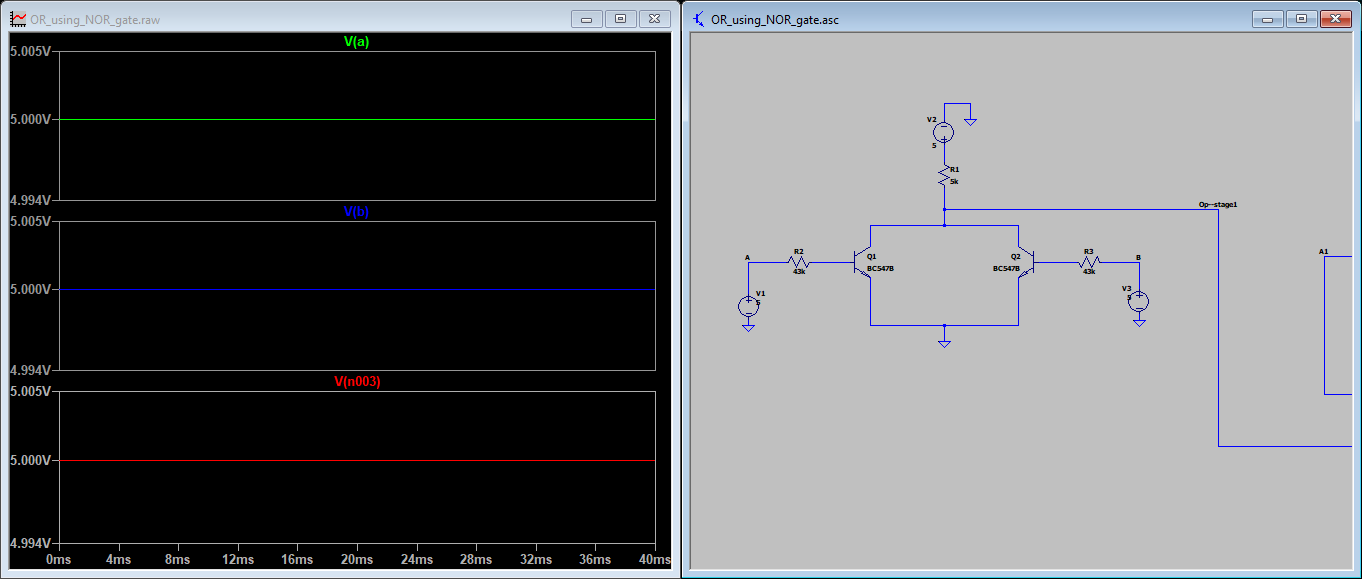 OR_using_NOR_gate.raw
V(a)
5.005V
5.000V
4.994V
V(b)
5.005V
5.000V
4.994V
V(n003)
5.005V
5.000V
4.994V
0ms 4ms 8ms 12ms 16ms 20ms 24ms 28ms 32ms 36ms 40ms
OR_using_NOR_gate.asc
V2
5
R1
5k
Op--stage1
A
R2
43k
Q1
BC547B
Q2
BC547B
R3
43k
B
A1
V1
5
V3
5